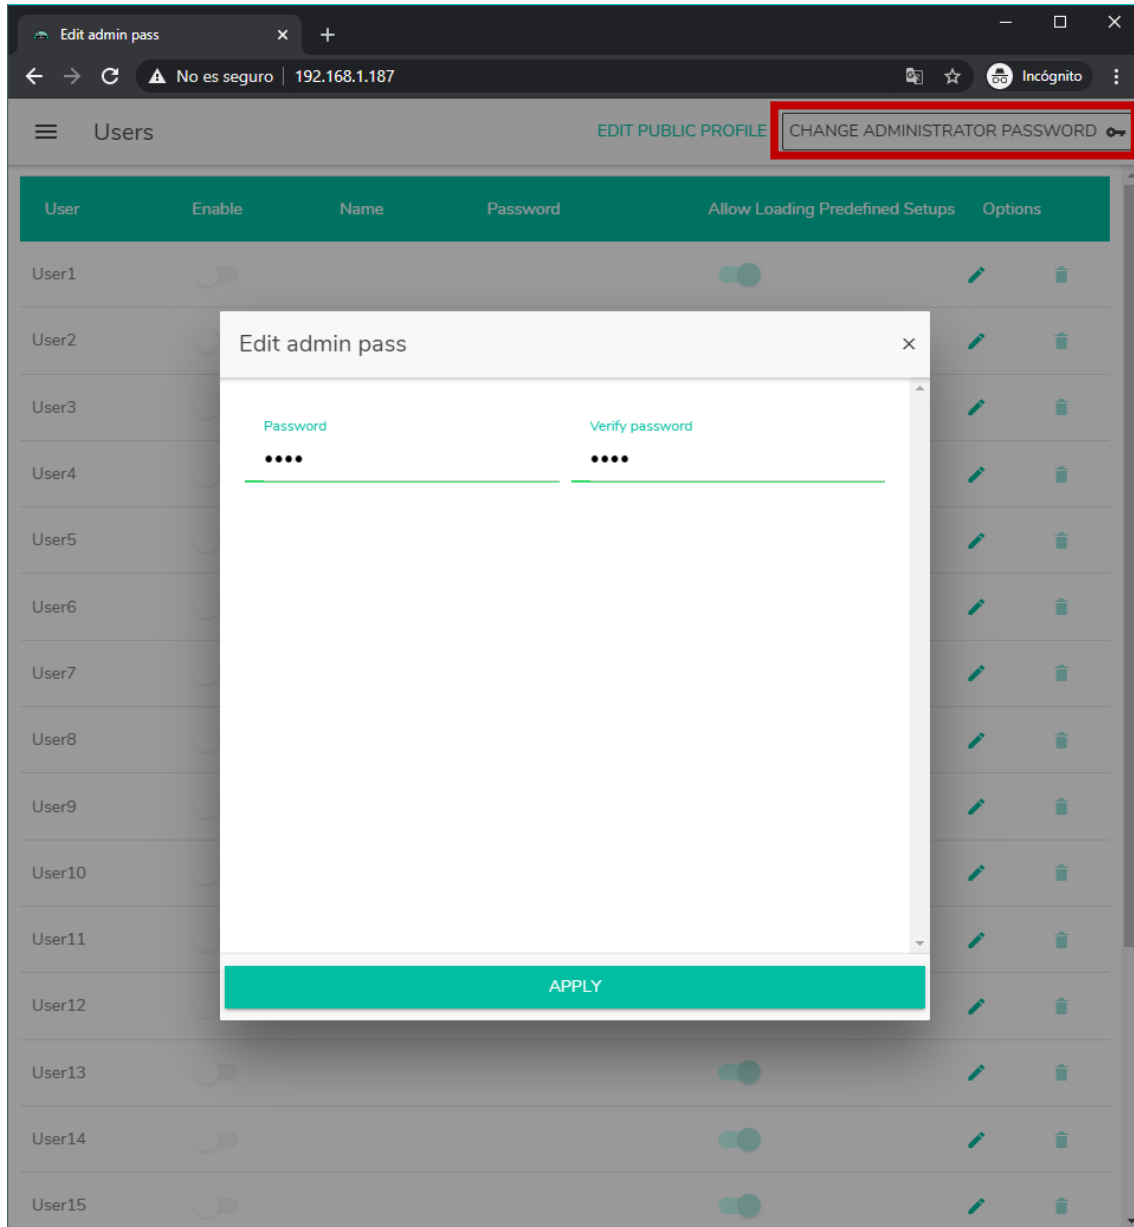 Edit admin pass
No es seguro | 192.168.1.187
Incógnito
Users
EDIT PUBLIC PROFILE
CHANGE ADMINISTRATOR PASSWORD
User Enable Name Password Allow Loading Predefined Setups Options
User1
User2
Edit admin pass
User3
Password Verify password
••••  ••••
User4
User5
User6
User7
User8
User9
User10
User11
APPLY
User12
User13
User14
User15